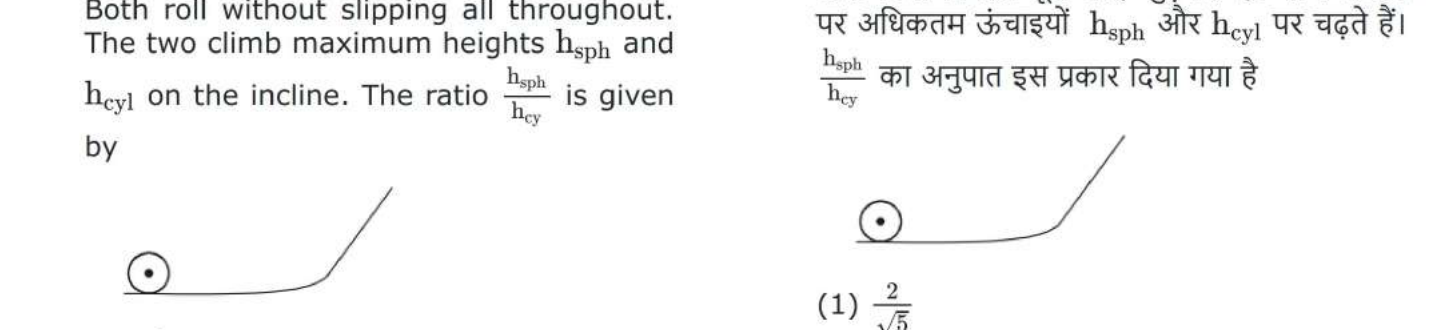 Both roll without slipping all throughout.
The two climb maximum heights h_sph and
h_cyl on the incline. The ratio h_sph/h_cy is given
by
पर अधिकतम ऊंचाइयों h_sph और h_cyl पर चढ़ते हैं।
h_sph/h_cy का अनुपात इस प्रकार दिया गया है
(1) 2/√5